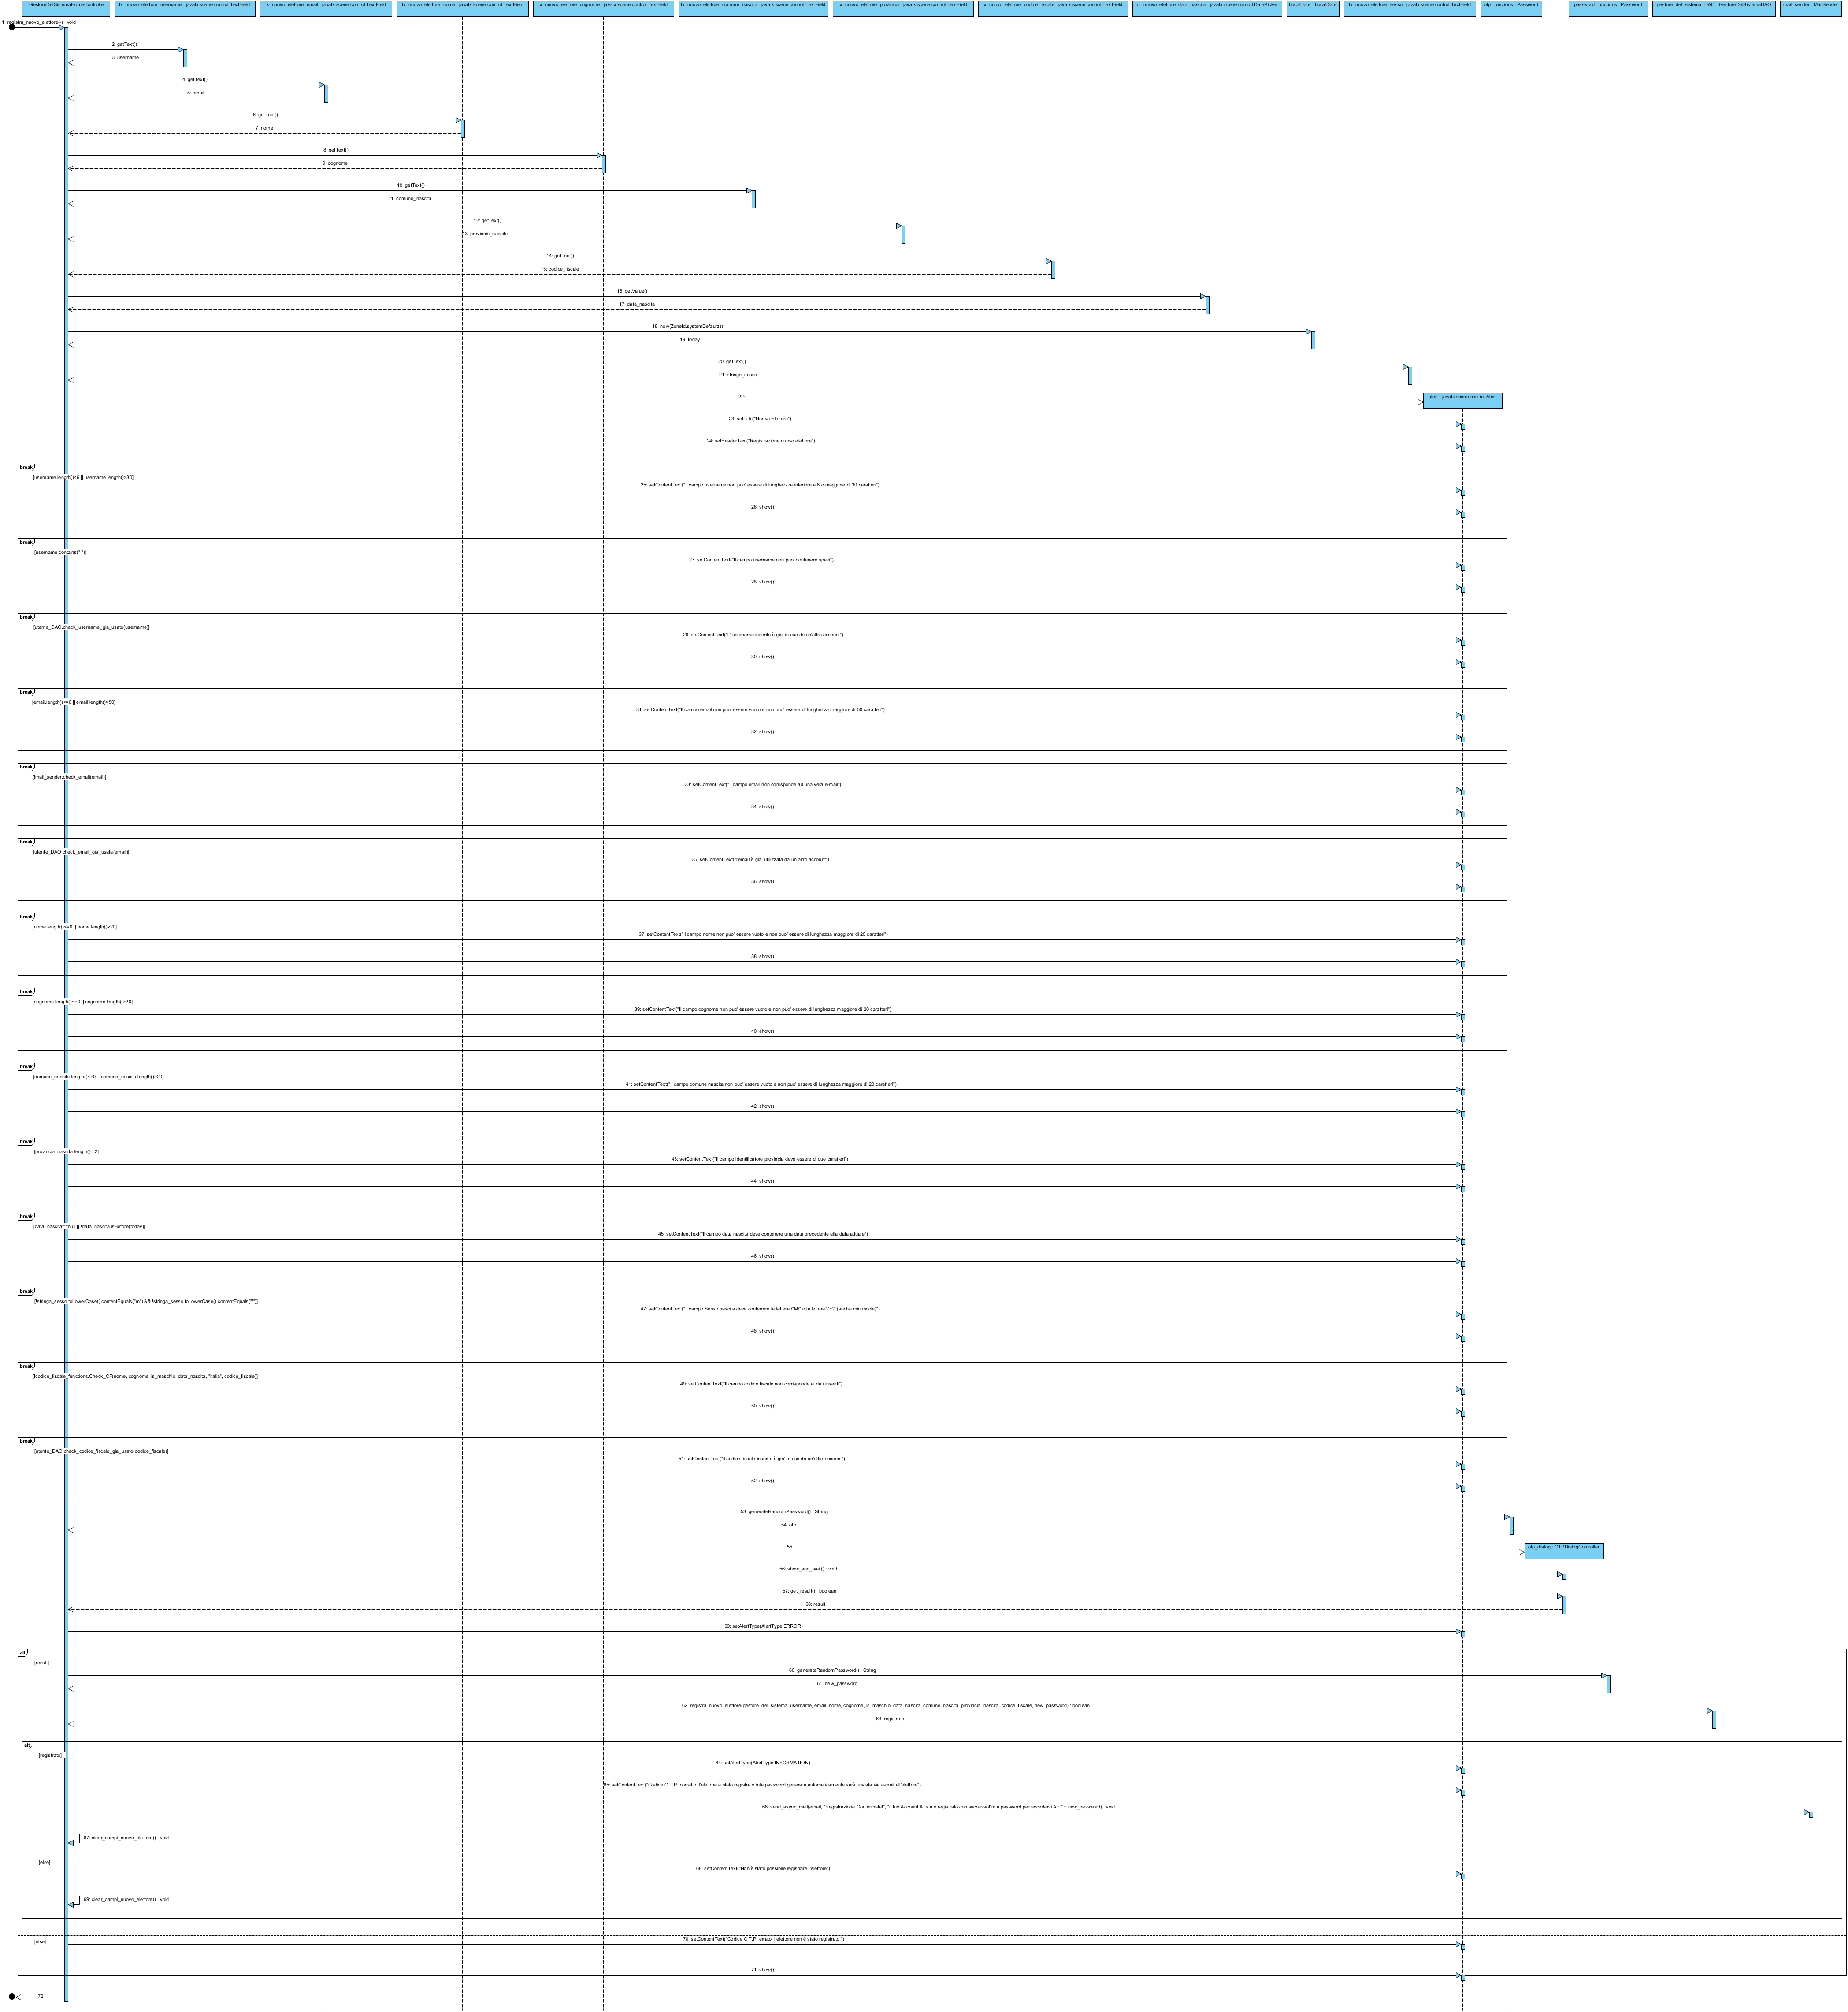 GestoreDelSistemaHomeController
tx_nuovo_elettore_username : javafx.scene.control.TextField
tx_nuovo_elettore_email : javafx.scene.control.TextField
tx_nuovo_elettore_nome : javafx.scene.control.TextField
tx_nuovo_elettore_cognome : javafx.scene.control.TextField
tx_nuovo_elettore_comune_nascita : javafx.scene.control.TextField
tx_nuovo_elettore_provincia : javafx.scene.control.TextField
tx_nuovo_elettore_codice_fiscale : javafx.scene.control.TextField
dt_nuovo_elettore_data_nascita : javafx.scene.control.DatePicker
LocalDate : LocalDate
tx_nuovo_elettore_sesso : javafx.scene.control.TextField
otp_functions : Password
password_functions : Password
gestore_del_sistema_DAO : GestoreDelSistemaDAO
mail_sender : MailSender
1: registra_nuovo_elettore() : void
2: getText()
3: username
4: getText()
5: email
6: getText()
7: nome
8: getText()
9: cognome
10: getText()
11: comune_nascita
12: getText()
13: provincia_nascita
14: getText()
15: codice_fiscale
16: getValue()
17: data_nascita
18: now(ZoneId.systemDefault())
19: today
20: getText()
21: stringa_sesso
22:
alert : javafx.scene.control.Alert
23: setTitle("Nuovo Elettore")
24: setHeaderText("Registrazione nuovo elettore")
break
[username.length()<6 || username.length()>30]
25: setContentText("Il campo username non puo' essere di lunghezzza inferiore a 6 o maggiore di 30 caratteri!")
26: show()
break
[username.contains(" ")]
27: setContentText("Il campo username non puo' contenere spazi")
28: show()
break
[utente_DAO.check_username_gia_usato(username)]
29: setContentText("L' username inserito è gia' in uso da un'altro account")
30: show()
break
[email.length()<=0 || email.length()>50]
31: setContentText("Il campo email non puo' essere vuoto e non puo' essere di lunghezza maggiore di 50 caratteri!")
32: show()
break
[!mail_sender.check_email(email)]
33: setContentText("Il campo email non corrisponde ad una vera e-mail")
34: show()
break
[utente_DAO.check_email_gia_usata(email)]
35: setContentText("l'email è già utilizzata da un altro account")
36: show()
break
[nome.length()<=0 || nome.length()>20]
37: setContentText("Il campo nome non puo' essere vuoto e non puo' essere di lunghezza maggiore di 20 caratteri!")
38: show()
break
[cognome.length()<=0 || cognome.length()>20]
39: setContentText("Il campo cognome non puo' essere vuoto e non puo' essere di lunghezza maggiore di 20 caratteri!")
40: show()
break
[comune_nascita.length()<=0 || comune_nascita.length()>20]
41: setContentText("Il campo comune nascita non puo' essere vuoto e non puo' essere di lunghezza maggiore di 20 caratteri")
42: show()
break
[provincia_nascita.length()!=2]
43: setContentText("Il campo identificatore provincia deve essere di due caratteri")
44: show()
break
[data_nascita==null || !data_nascita.isBefore(today)]
45: setContentText("Il campo data nascita deve contenere una data precedente alla data attuale")
46: show()
break
[!stringa_sesso.toLowerCase().contentEquals("m") && !stringa_sesso.toLowerCase().contentEquals("f")]
47: setContentText("Il campo Sesso nascita deve contenere la lettera \"M\" o la lettera \"F\" (anche minuscole)")
48: show()
break
[!codice_fiscale_functions.Check_CF(nome, cognome, is_maschio, data_nascita, "Italia", codice_fiscale)]
49: setContentText("Il campo codice fiscale non corrisponde ai dati inseriti")
50: show()
break
[utente_DAO.check_codice_fiscale_gia_usato(codice_fiscale)]
51: setContentText("Il codice fiscale inserito è gia' in uso da un'altro account")
52: show()
53: generateRandomPassword() : String
54: otp
55:
otp_dialog : OTPDialogController
56: show_and_wait() : void
57: get_result() : boolean
58: result
59: setAlertType(AlertType.ERROR)
alt
[result]
60: generateRandomPassword() : String
61: new_password
62: registra_nuovo_elettore(gestore_del_sistema, username, email, nome, cognome, is_maschio, data_nascita, comune_nascita, provincia_nascita, codice_fiscale, new_password) : boolean
63: registrato
alt
[registrato]
64: setAlertType(AlertType.INFORMATION)
65: setContentText("Codice O.T.P. corretto, l'elettore è stato registrato!\nla password generata automaticamente sarà inviata via e-mail all'elettore")
66: send_async_mail(email, "Registrazione Confermata!", "il tuo Account Ã¨ stato registrato con successo!\nLa password per accedervi Ã¨: " + new_password) : void
67: clear_campi_nuovo_elettore() : void
[else]
68: setContentText("Non è stato possibile registrare l'elettore")
69: clear_campi_nuovo_elettore() : void
[else]
70: setContentText("Codice O.T.P. errato, l'elettore non è stato registrato!")
71: show()
72: